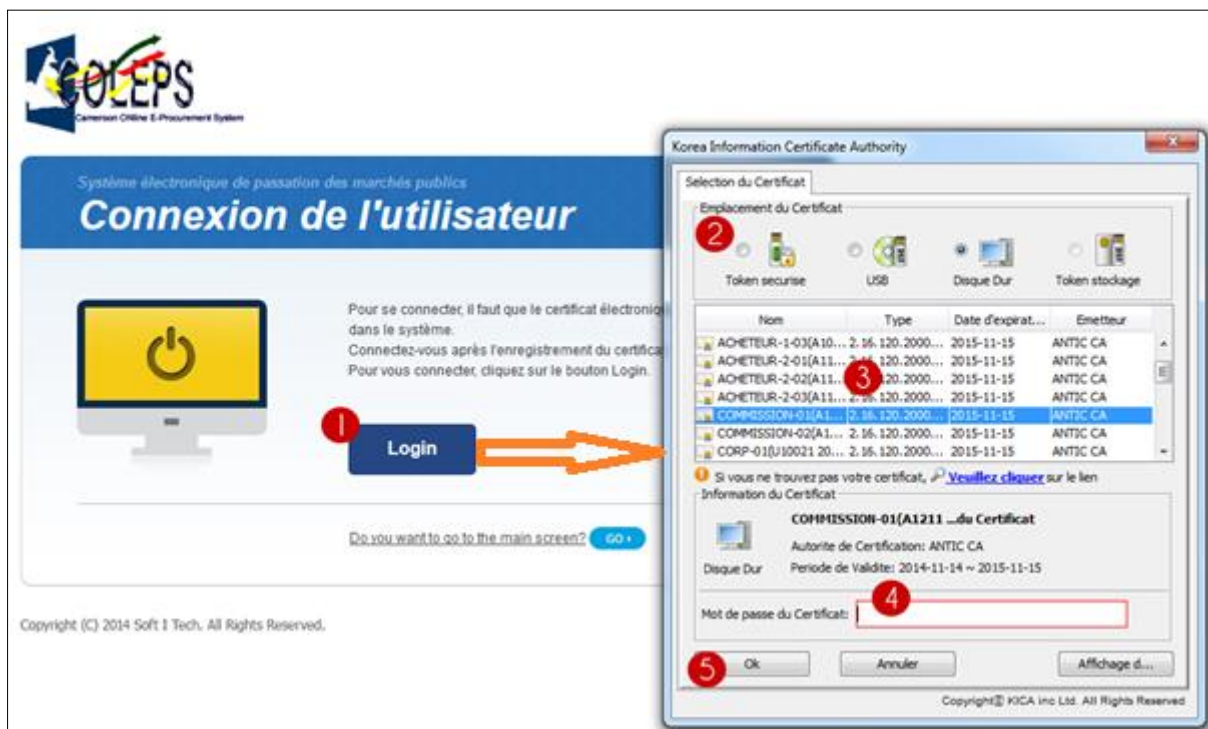 COLEPS
Cameroon ONline E-Procurement System
Système électronique de passation des marchés publics
Connexion de l'utilisateur
Pour se connecter, il faut que le certificat électroniq
dans le système.
Connectez-vous après l'enregistrement du certifica
Pour vous connecter, cliquez sur le bouton Login.
1
Login
Do you want to go to the main screen? GO
Copyright (C) 2014 Soft I Tech. All Rights Reserved.
Korea Information Certificate Authority
Selection du Certificat
Emplacement du Certificat
2
Token securise USB Disque Dur Token stockage
Nom Type Date d'expirat... Emetteur
ACHETEUR-1-03(A10... 2.16.120.2000... 2015-11-15 ANTIC CA
ACHETEUR-2-01(A11... 2.16.120.2000... 2015-11-15 ANTIC CA
ACHETEUR-2-02(A11... 3 .120.2000... 2015-11-15 ANTIC CA
ACHETEUR-2-03(A11... 2.16.120.2000... 2015-11-15 ANTIC CA
COMMISSION-01(A1... 2.16.120.2000... 2015-11-15 ANTIC CA
COMMISSION-02(A1... 2.16.120.2000... 2015-11-15 ANTIC CA
CORP-01(U10021 20... 2.16.120.2000... 2015-11-15 ANTIC CA
Si vous ne trouvez pas votre certificat, Veuillez cliquer sur le lien
Information du Certificat
COMMISSION-01(A1211 ...du Certificat
Autorite de Certification: ANTIC CA
Disque Dur Periode de Validite: 2014-11-14 ~ 2015-11-15
Mot de passe du Certificat: 4
5 Ok Annuler Affichage d...
Copyright KICA inc Ltd. All Rights Reserved